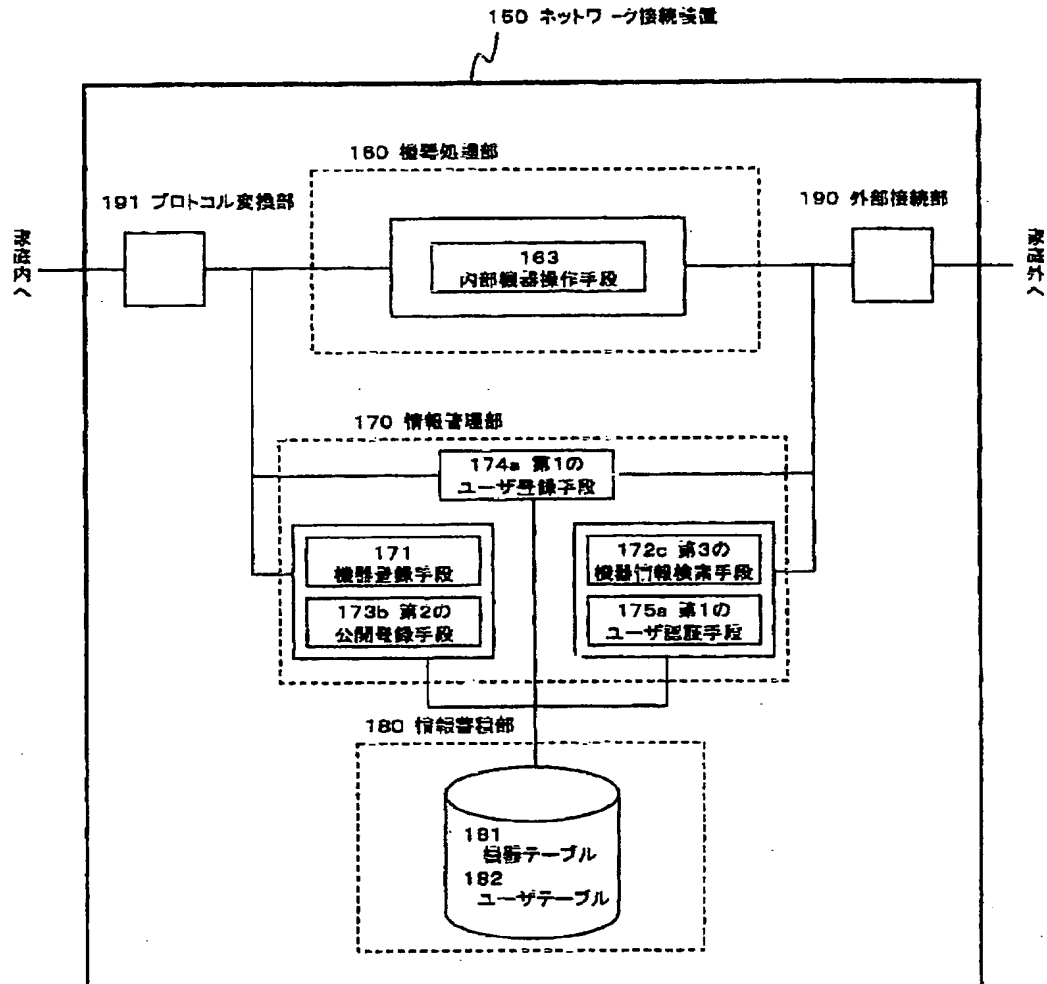 150 ネットワーク接続装置
160 機器処理部
191 プロトコル変換部
190 外部接続部
家庭内へ
163
内部機器操作手段
家庭外へ
170 情報管理部
174a 第1の
ユーザ登録手段
171
機器登録手段
173b 第2の
公開登録手段
172c 第3の
機器情報検索手段
175a 第1の
ユーザ認証手段
180 情報蓄積部
181
機器テーブル
182
ユーザテーブル